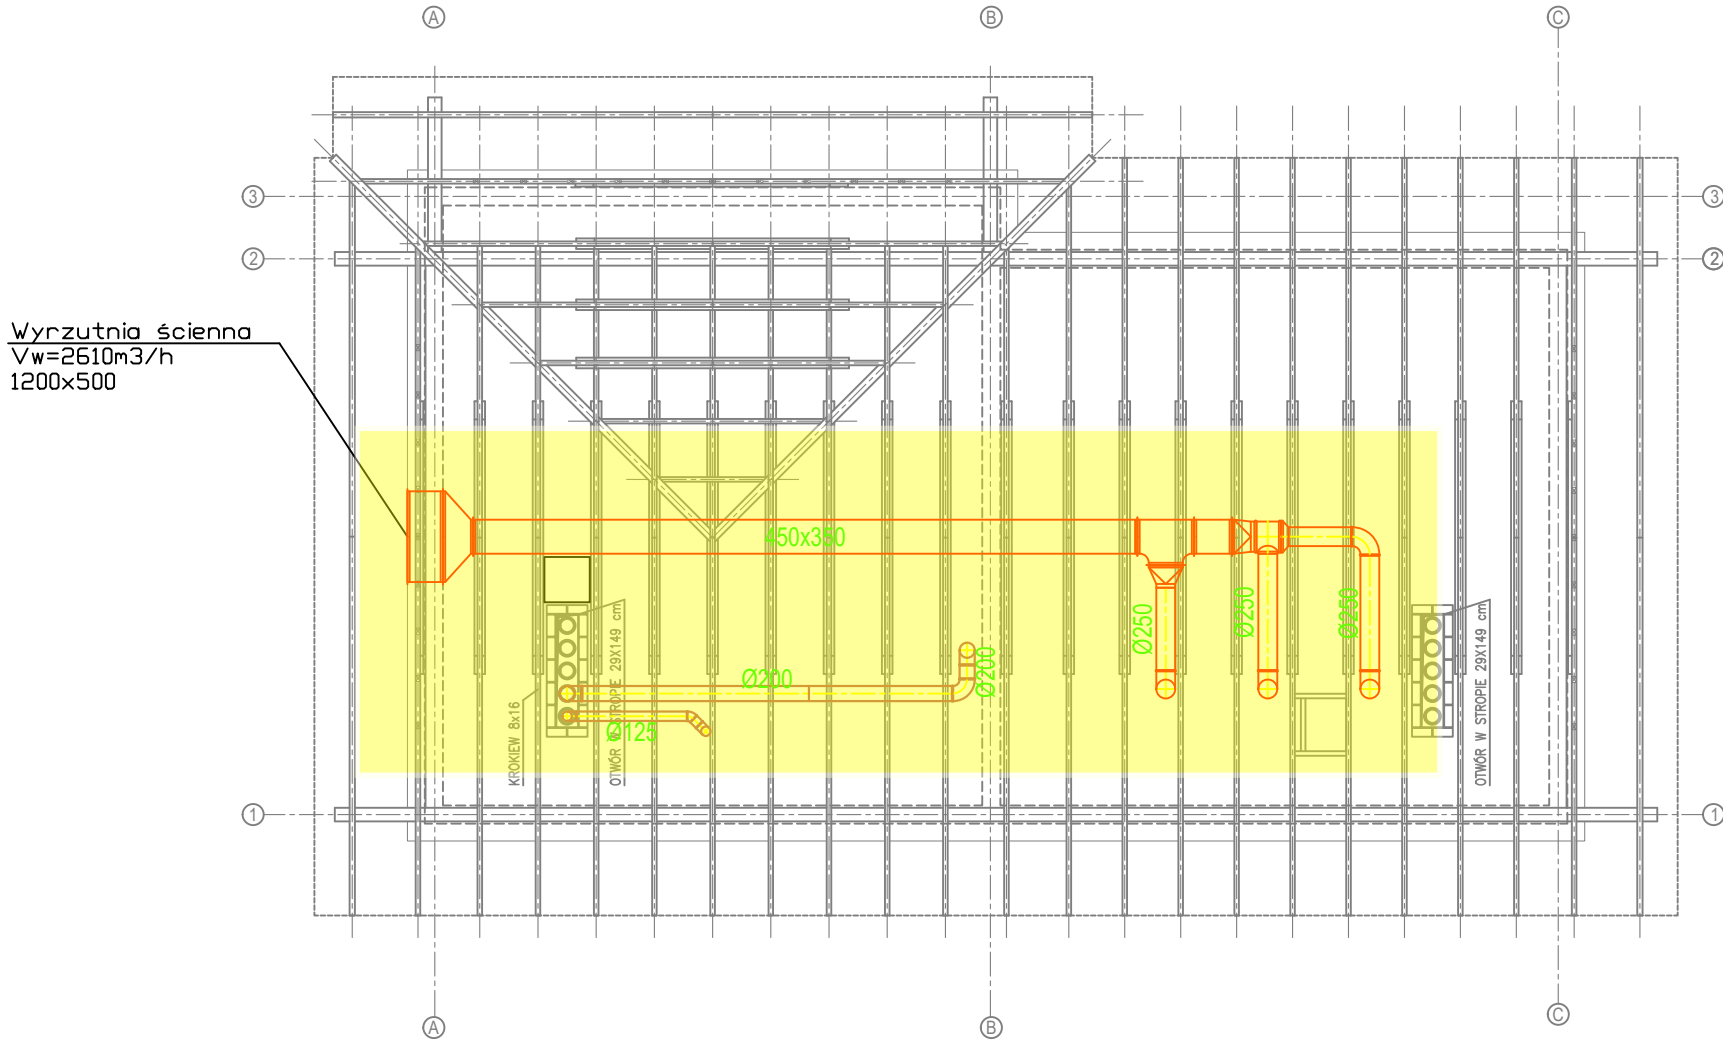 A
B
C
3
3
2
2
Wyrzutnia ścienna
Vw=2610m3/h
1200x500
450x350
Ø250
Ø250
Ø250
Ø200
Ø200
Ø125
KROKIEW 8x16
OTWÓR W STROPIE 29X149 cm
OTWÓR W STROPIE 29X149 cm
1
1
A
B
C